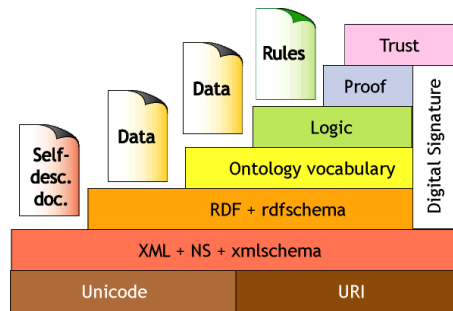 Rules
Trust
Data
Proof
Data
Logic
Self-
desc.
doc.
Ontology vocabulary
Digital Signature
RDF + rdfschema
XML + NS + xmlschema
Unicode
URI